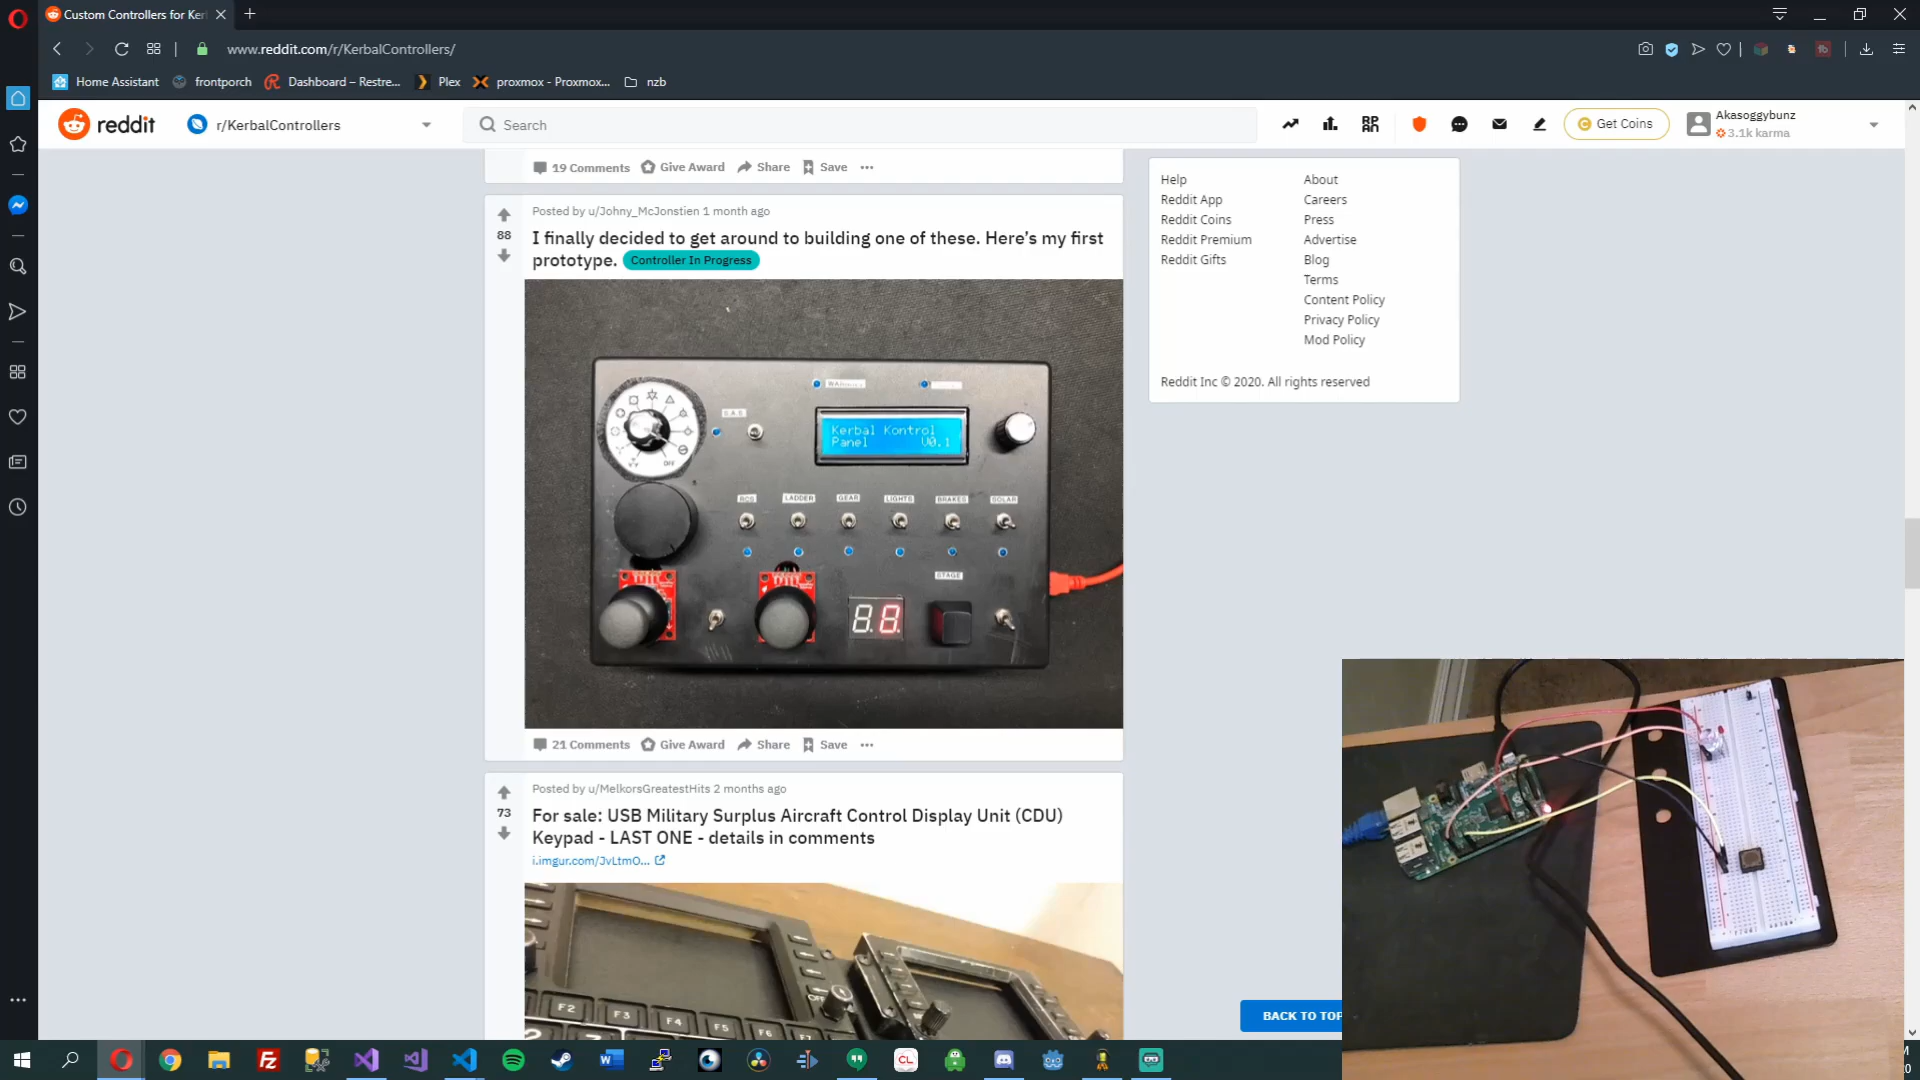 Custom Controllers for Ker
www.reddit.com/r/KerbalControllers/
Home Assistant
frontporch
Dashboard – Restre...
Plex
proxmox - Proxmox...
nzb
reddit
r/KerbalControllers
Search
Get Coins
Akasoggybunz
3.1k karma
19 Comments
Give Award
Share
Save
Posted by u/Johny_McJonstien 1 month ago
88
I finally decided to get around to building one of these. Here's my first
prototype.
Controller In Progress
S.A.S
Kerbal Kontrol
Panel V0.1
RCS
LADDER
GEAR
LIGHTS
BRAKES
SOLAR
OFF
STAGE
8.8.
21 Comments
Give Award
Share
Save
Posted by u/MelkorsGreatestHits 2 months ago
73
For sale: USB Military Surplus Aircraft Control Display Unit (CDU)
Keypad - LAST ONE - details in comments
i.imgur.com/JvLtmO...
OFF
F2
F3
F4
F5
F6
Help
Reddit App
Reddit Coins
Reddit Premium
Reddit Gifts
About
Careers
Press
Advertise
Blog
Terms
Content Policy
Privacy Policy
Mod Policy
Reddit Inc © 2020. All rights reserved
BACK TO TOP
CL